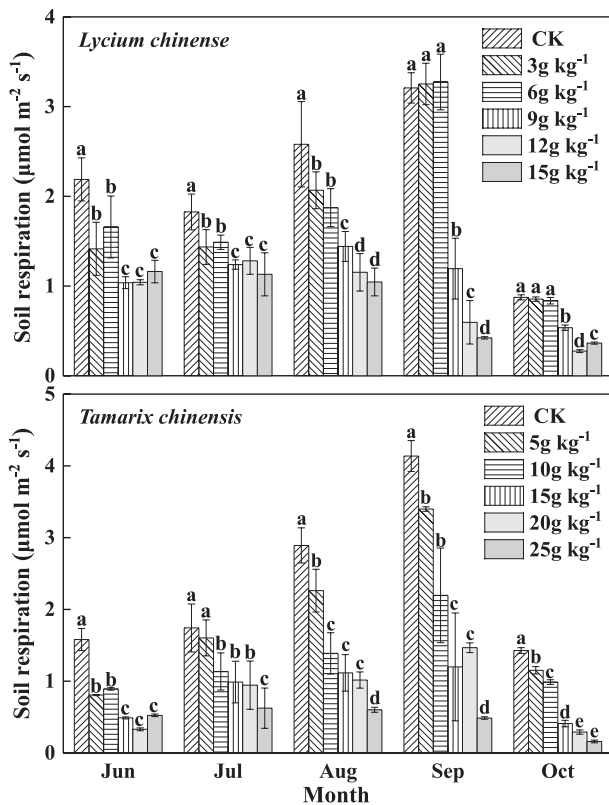 Lycium chinense
CK
3g kg⁻¹
6g kg⁻¹
9g kg⁻¹
12g kg⁻¹
15g kg⁻¹
Soil respiration (μmol m⁻² s⁻¹)
4
3
2
1
0
a b b c c c
a b b c c c
a b b c d d
a a a b c d
a a a b d c
Tamarix chinensis
CK
5g kg⁻¹
10g kg⁻¹
15g kg⁻¹
20g kg⁻¹
25g kg⁻¹
Soil respiration (μmol m⁻² s⁻¹)
5
4
3
2
1
0
a b b c c c
a a b b b c
a b c c c d
a b c c c d
a b c d e e
Jun Jul Aug Sep Oct
Month